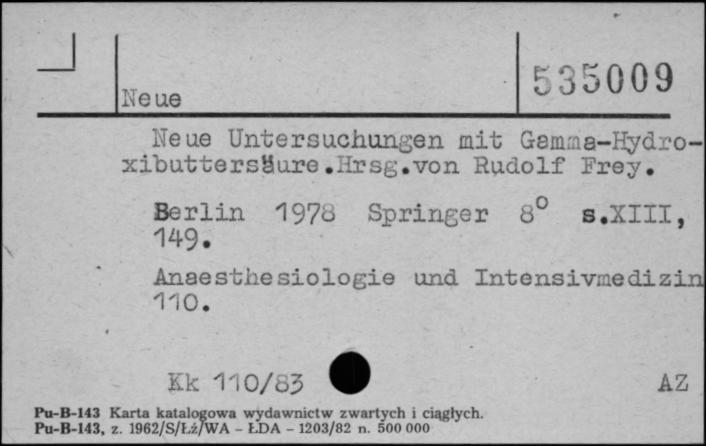 535009
Neue
Neue Untersuchungen mit Gamma-Hydro-
xibuttersäure.Hrsg.von Rudolf Frey.
Berlin 1978 Springer 8° s.XIII,
149.
Anaesthesiologie und Intensivmedizin
110.
Kk 110/83 AZ
Pu-B-143 Karta katalogowa wydawnictw zwartych i ciągłych.
Pu-B-143, z. 1962/S/Łź/WA - ŁDA - 1203/82 n. 500 000